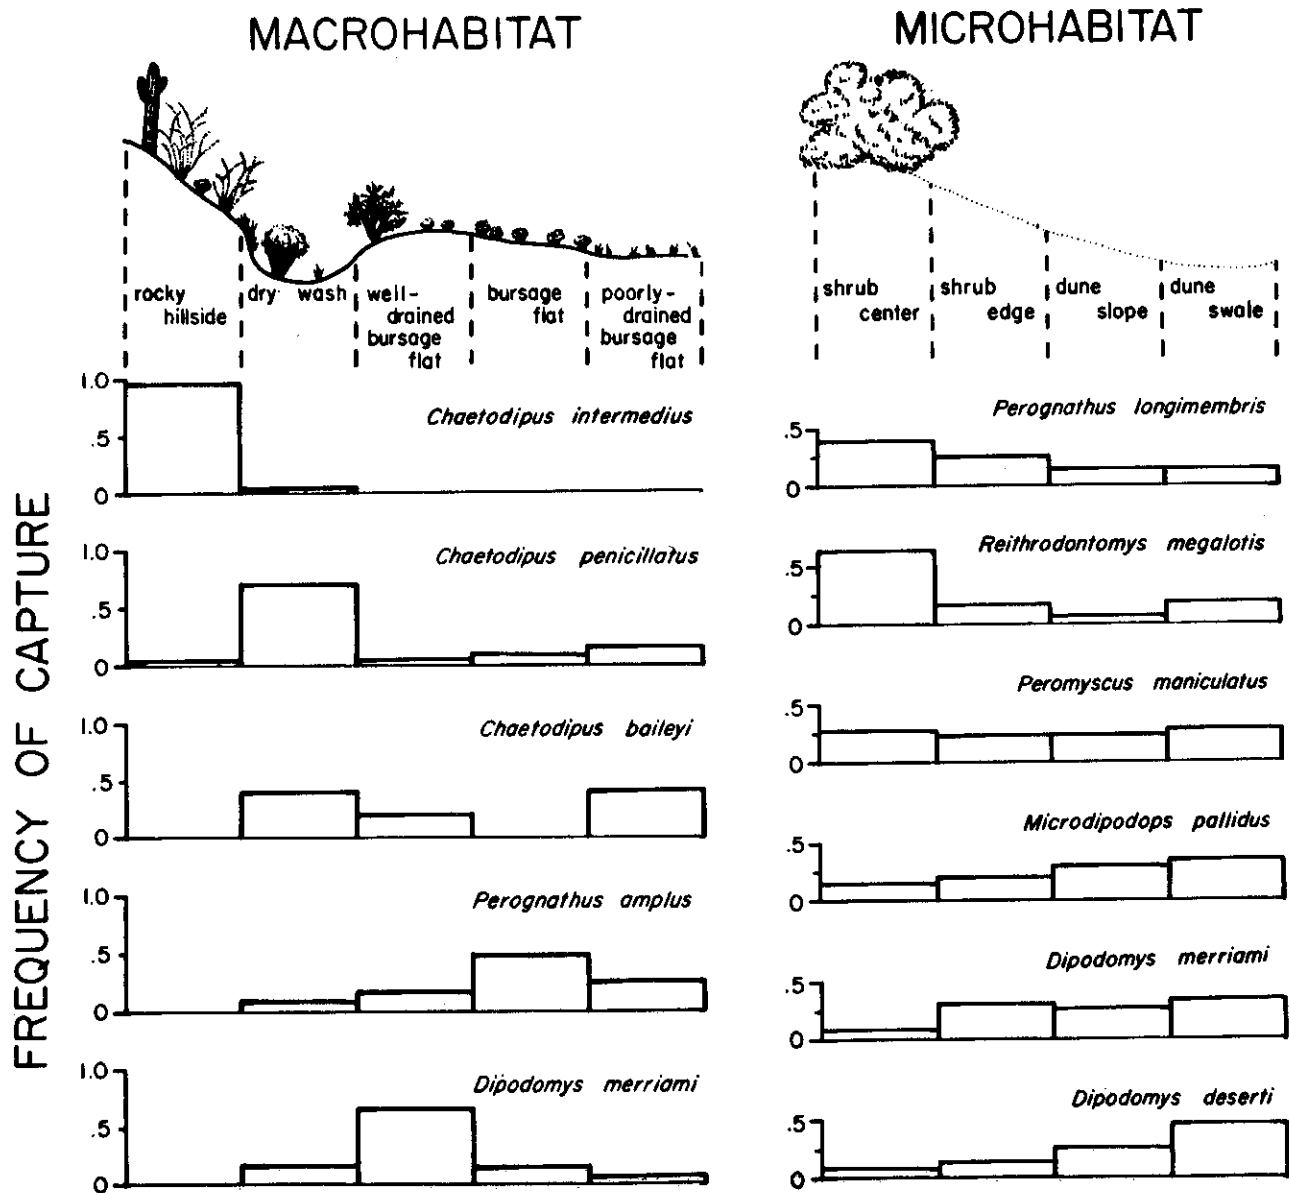 MACROHABITAT
rocky
hillside
dry wash
well-
drained
bursage
flat
bursage
flat
poorly-
drained
bursage
flat
FREQUENCY OF CAPTURE
1.0
.5
0
Chaetodipus intermedius
1.0
.5
0
Chaetodipus penicillatus
1.0
.5
0
Chaetodipus baileyi
1.0
.5
0
Perognathus amplus
1.0
.5
0
Dipodomys merriami
MICROHABITAT
shrub
center
shrub
edge
dune
slope
dune
swale
Perognathus longimembris
.5
0
Reithrodontomys megalotis
.5
0
Peromyscus maniculatus
.5
0
Microdipodops pallidus
.5
0
Dipodomys merriami
.5
0
Dipodomys deserti
.5
0